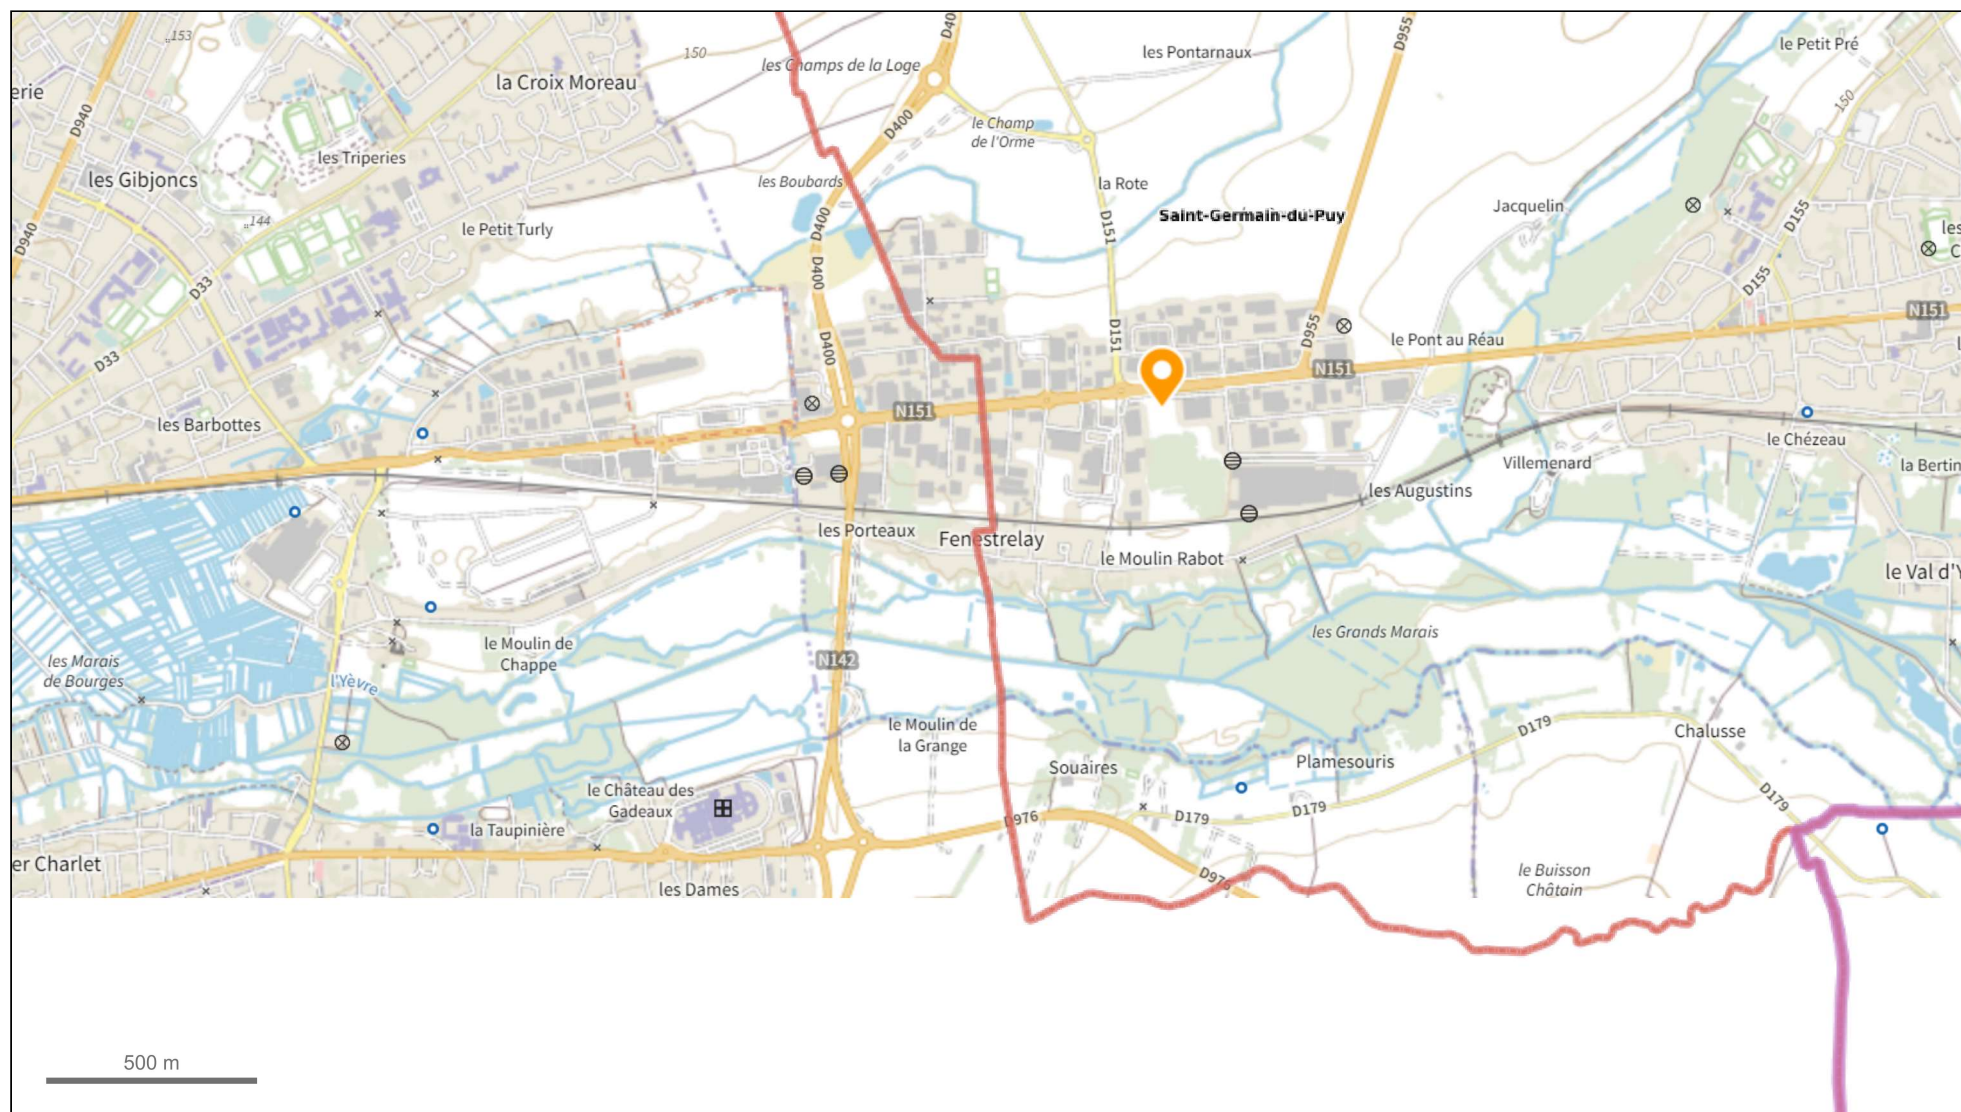 153
150
les Champs de la Loge
D40
les Pontarnaux
D955
le Petit Pré
erie
la Croix Moreau
D940
D400
le Champ
de l'Orme
150
les Triperies
les Gibjoncs
les Boubards
la Rote
Saint-Germain-du-Puy
Jacquelin
144
le Petit Turly
D940
D400
D151
D155
les
C
D33
D400
D155
N151
D33
D400
D151
D955
le Pont au Réau
N151
les Barbottes
N151
le Chézeau
Villemenard
la Bertin
les Augustins
les Porteaux
Fenestrelay
le Moulin Rabot
le Val d'Y
les Marais
de Bourges
l'Yèvre
le Moulin de
Chappe
N142
les Grands Marais
le Moulin de
la Grange
D179
Chalusse
Souaires
Plamesouris
le Château des
Gadeaux
D179
D179
D179
D976
la Taupinière
er Charlet
les Dames
D976
le Buisson
Châtain
500 m